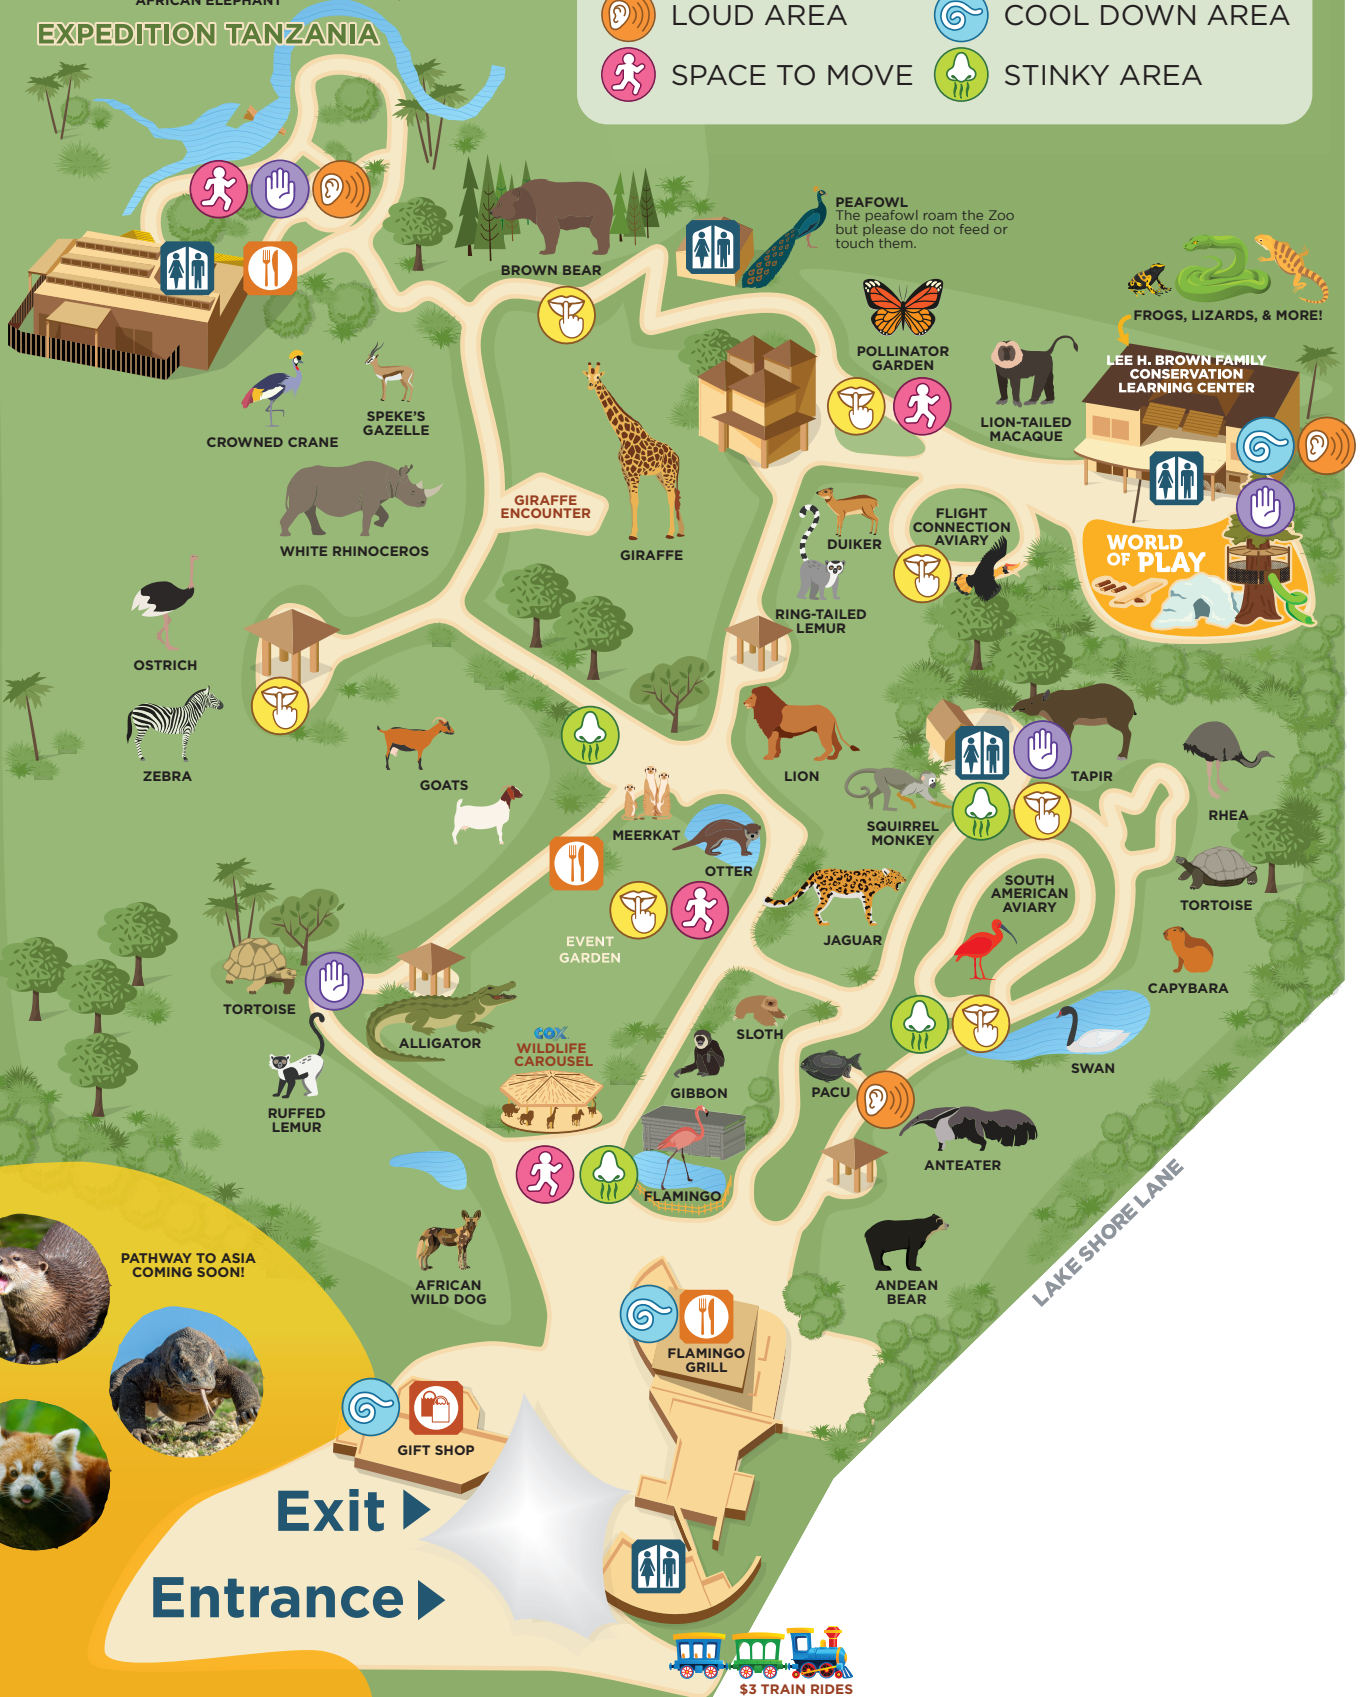 AFRICAN ELEPHANT
EXPEDITION TANZANIA
LOUD AREA
COOL DOWN AREA
SPACE TO MOVE
STINKY AREA
PEAFOWL
The peafowl roam the Zoo
but please do not feed or
touch them.
BROWN BEAR
FROGS, LIZARDS, & MORE!
POLLINATOR
GARDEN
LEE H. BROWN FAMILY
CONSERVATION
LEARNING CENTER
SPEKE'S
GAZELLE
CROWNED CRANE
LION-TAILED
MACAQUE
GIRAFFE
ENCOUNTER
FLIGHT
CONNECTION
AVIARY
DUIKER
WHITE RHINOCEROS
GIRAFFE
WORLD
OF PLAY
RING-TAILED
LEMUR
OSTRICH
ZEBRA
GOATS
LION
TAPIR
RHEA
MEERKAT
SQUIRREL
MONKEY
OTTER
SOUTH
AMERICAN
AVIARY
TORTOISE
JAGUAR
EVENT
GARDEN
CAPYBARA
TORTOISE
ALLIGATOR
SLOTH
COX
WILDLIFE
CAROUSEL
SWAN
GIBBON
PACU
RUFFED
LEMUR
ANTEATER
FLAMINGO
LAKE SHORE LANE
PATHWAY TO ASIA
COMING SOON!
AFRICAN
WILD DOG
ANDEAN
BEAR
FLAMINGO
GRILL
GIFT SHOP
Exit
Entrance
$3 TRAIN RIDES